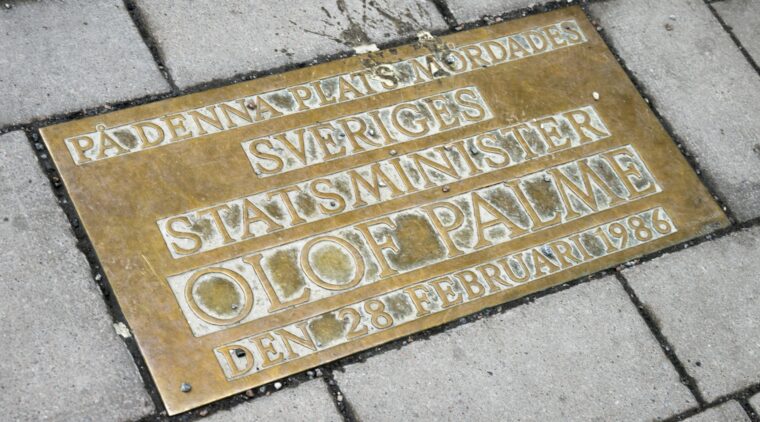 PÅ DENNA PLATS MÖRDADES
SVERIGES
STATSMINISTER
OLOF PALME
DEN 28 FEBRUARI 1986